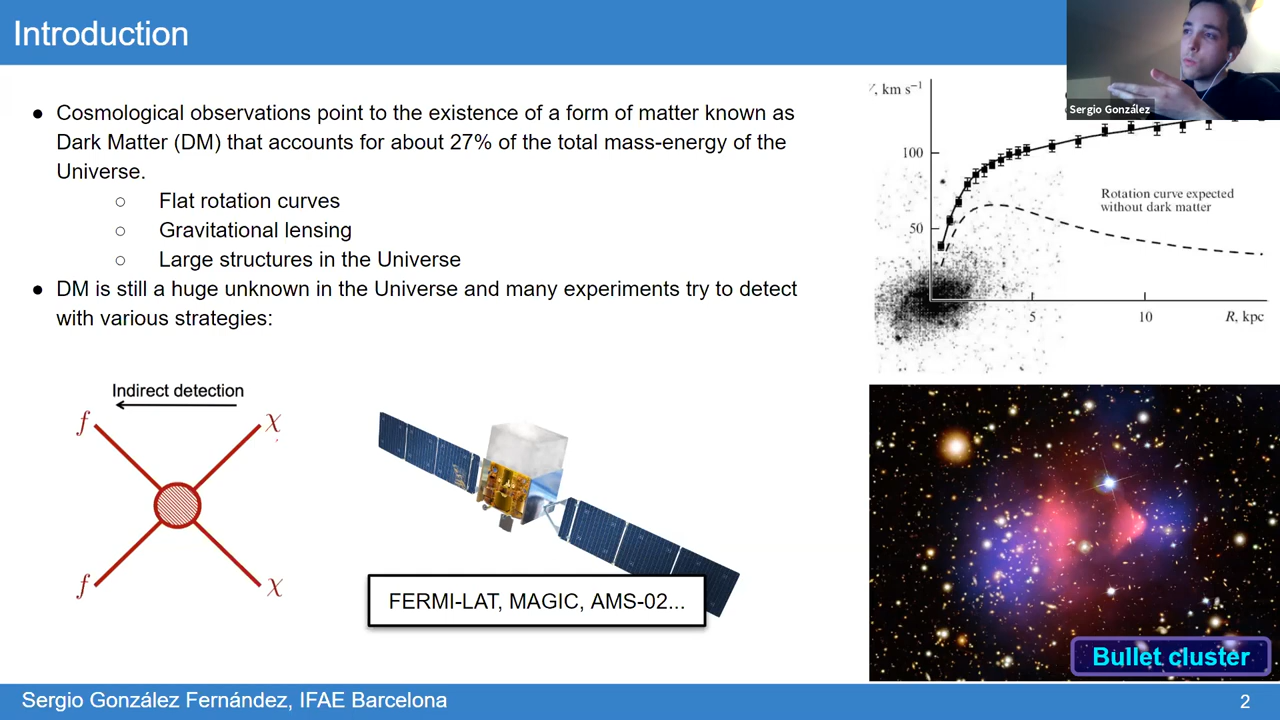 Introduction
● Cosmological observations point to the existence of a form of matter known as
Dark Matter (DM) that accounts for about 27% of the total mass-energy of the
Universe.
○ Flat rotation curves
○ Gravitational lensing
○ Large structures in the Universe
● DM is still a huge unknown in the Universe and many experiments try to detect
with various strategies:
Indirect detection
f χ
f χ
FERMI-LAT, MAGIC, AMS-02...
, km s⁻¹
Sergio González
100
Rotation curve expected
without dark matter
50
5 10 R, kpc
Bullet cluster
Sergio González Fernández, IFAE Barcelona
2